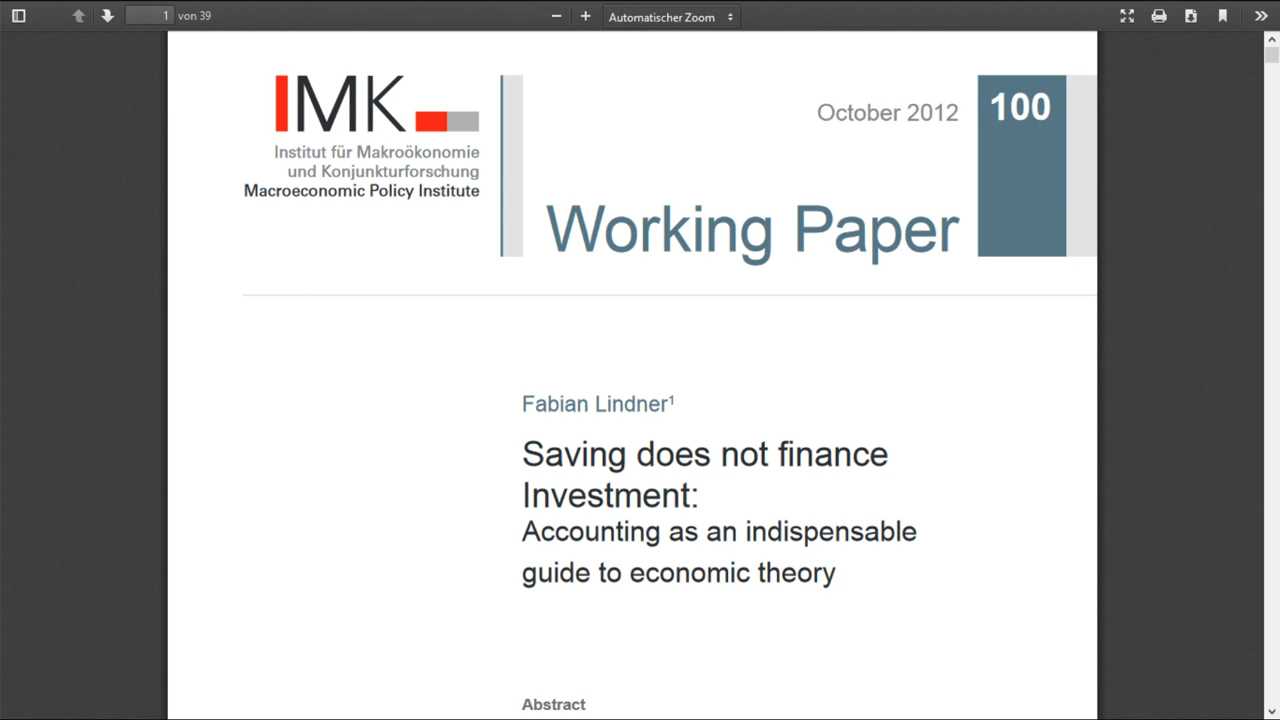 1 von 39
Automatischer Zoom
IMK
Institut für Makroökonomie
und Konjunkturforschung
Macroeconomic Policy Institute
October 2012
100
Working Paper
Fabian Lindner¹
Saving does not finance
Investment:
Accounting as an indispensable
guide to economic theory
Abstract